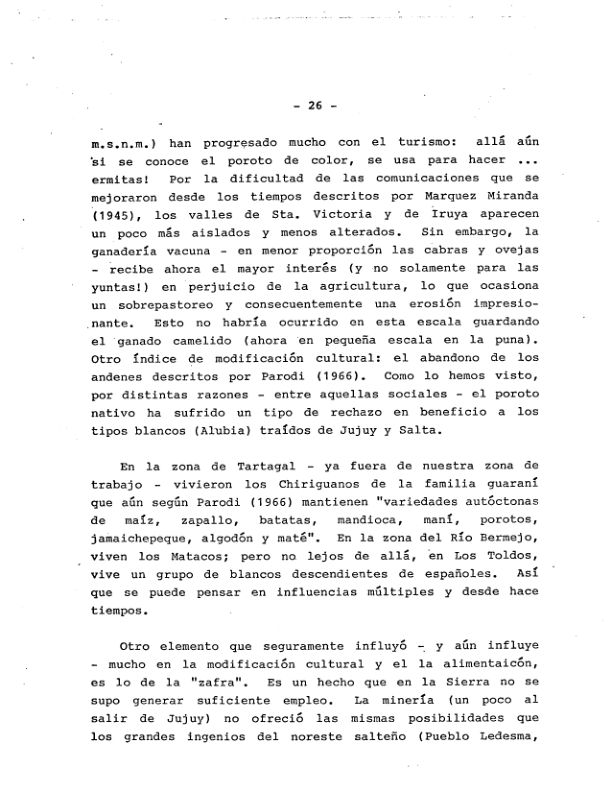 - 26 -
m.s.n.m.) han progresado mucho con el turismo: allá aún
si se conoce el poroto de color, se usa para hacer ...
ermitas! Por la dificultad de las comunicaciones que se
mejoraron desde los tiempos descritos por Marquez Miranda
(1945), los valles de Sta. Victoria y de Iruya aparecen
un poco más aislados y menos alterados. Sin embargo, la
ganadería vacuna - en menor proporción las cabras y ovejas
- recibe ahora el mayor interés (y no solamente para las
yuntas!) en perjuicio de la agricultura, lo que ocasiona
un sobrepastoreo y consecuentemente una erosión impresio-
nante. Esto no habría ocurrido en esta escala guardando
el ganado camelido (ahora en pequeña escala en la puna).
Otro índice de modificación cultural: el abandono de los
andenes descritos por Parodi (1966). Como lo hemos visto,
por distintas razones - entre aquellas sociales - el poroto
nativo ha sufrido un tipo de rechazo en beneficio a los
tipos blancos (Alubia) traídos de Jujuy y Salta.
En la zona de Tartagal - ya fuera de nuestra zona de
trabajo - vivieron los Chiriguanos de la familia guaraní
que aún según Parodi (1966) mantienen "variedades autóctonas
de maíz, zapallo, batatas, mandioca, maní, porotos,
jamaichepeque, algodón y maté". En la zona del Río Bermejo,
viven los Matacos; pero no lejos de allá, en Los Toldos,
vive un grupo de blancos descendientes de españoles. Así
que se puede pensar en influencias múltiples y desde hace
tiempos.
Otro elemento que seguramente influyó - y aún influye
- mucho en la modificación cultural y el la alimentaicón,
es lo de la "zafra". Es un hecho que en la Sierra no se
supo generar suficiente empleo. La minería (un poco al
salir de Jujuy) no ofreció las mismas posibilidades que
los grandes ingenios del noreste salteño (Pueblo Ledesma,